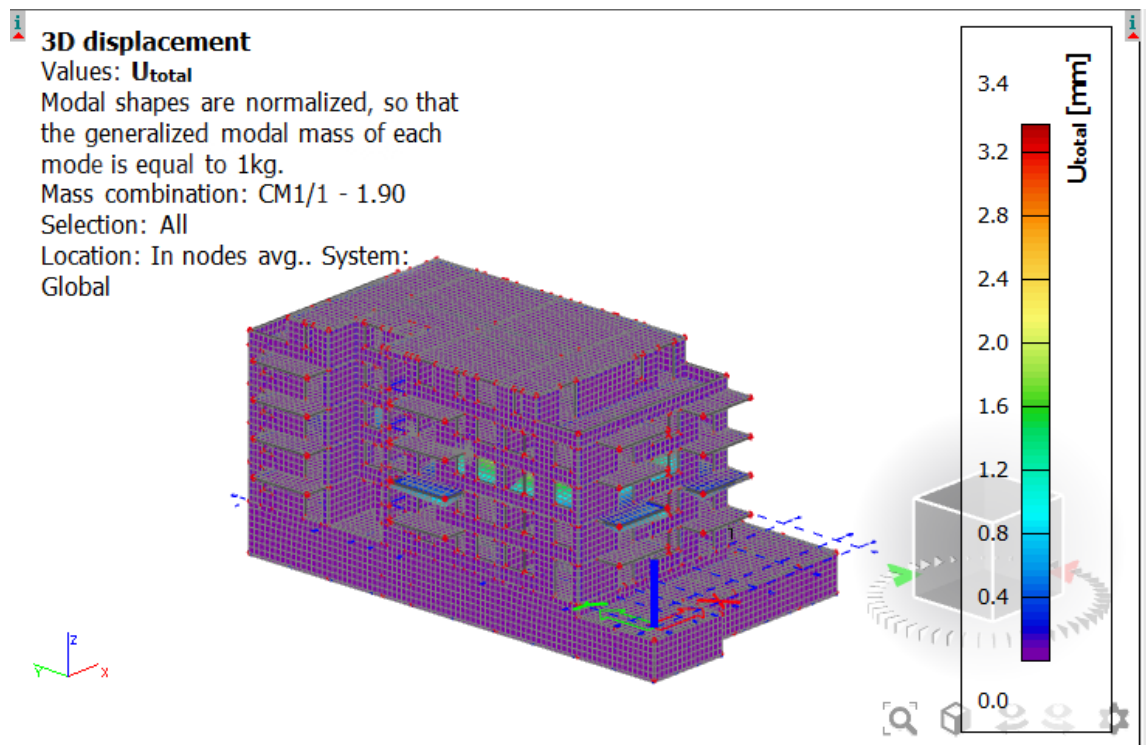 3D displacement
Values: Utotal
Modal shapes are normalized, so that
the generalized modal mass of each
mode is equal to 1kg.
Mass combination: CM1/1 - 1.90
Selection: All
Location: In nodes avg.. System:
Global
Utotal [mm]
3.4
3.2
2.8
2.4
2.0
1.6
1.2
0.8
0.4
0.0
1
z
Y
x
i
i